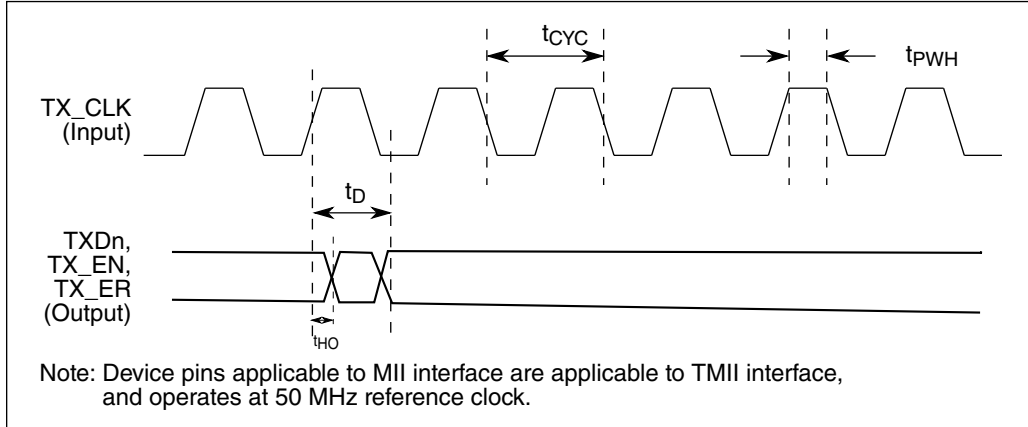 tCYC
tPWH
TX_CLK
(Input)
tD
TXDn,
TX_EN,
TX_ER
(Output)
tHO
Note: Device pins applicable to MII interface are applicable to TMII interface,
and operates at 50 MHz reference clock.